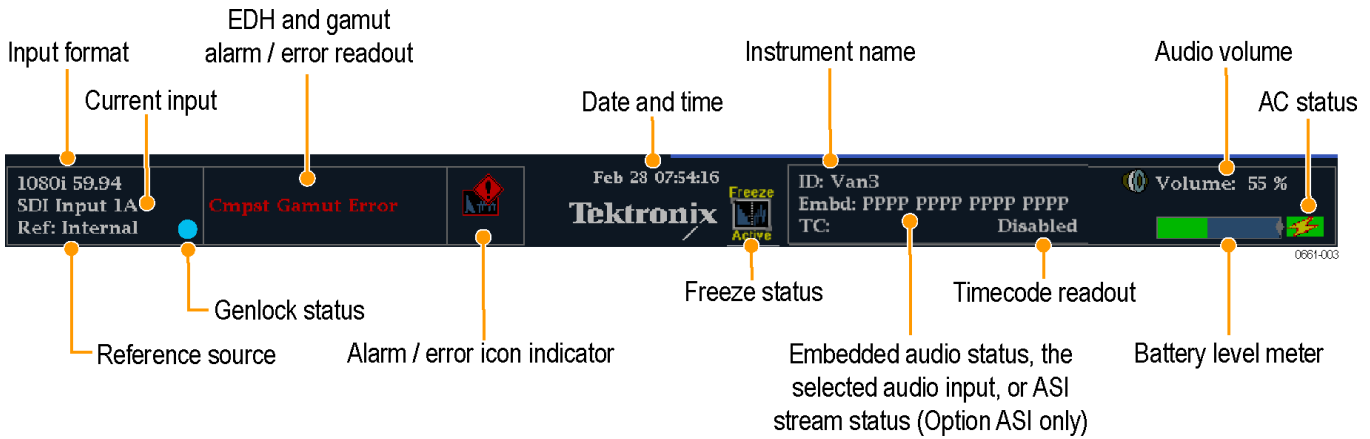 EDH and gamut
alarm / error readout
Input format
Current input
Date and time
Instrument name
Audio volume
AC status
1080i 59.94
SDI Input 1A
Ref: Internal
Cmpst Gamut Error
Feb 28 07:54:16
Tektronix
Freeze
Active
ID: Van3
Embd: PPPP PPPP PPPP PPPP
TC: Disabled
Volume: 55 %
0661-003
Genlock status
Reference source
Alarm / error icon indicator
Freeze status
Timecode readout
Embedded audio status, the
selected audio input, or ASI
stream status (Option ASI only)
Battery level meter